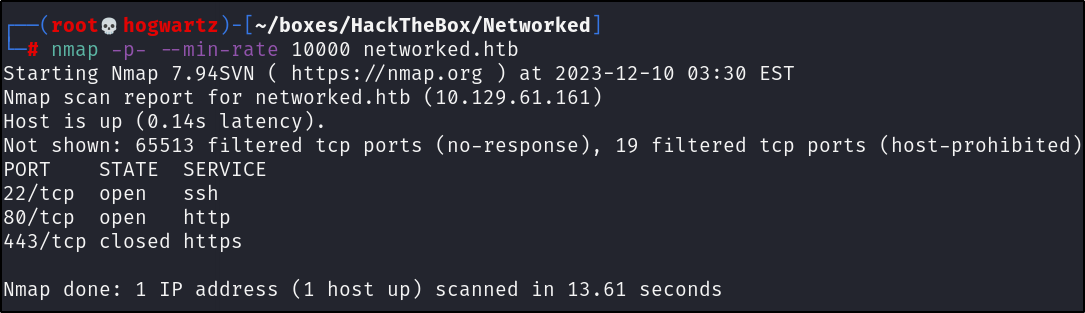 ┌──(root💀hogwartz)-[~/boxes/HackTheBox/Networked]
└─# nmap -p- --min-rate 10000 networked.htb
Starting Nmap 7.94SVN ( https://nmap.org ) at 2023-12-10 03:30 EST
Nmap scan report for networked.htb (10.129.61.161)
Host is up (0.14s latency).
Not shown: 65513 filtered tcp ports (no-response), 19 filtered tcp ports (host-prohibited)
PORT    STATE  SERVICE
22/tcp  open   ssh
80/tcp  open   http
443/tcp closed https
Nmap done: 1 IP address (1 host up) scanned in 13.61 seconds